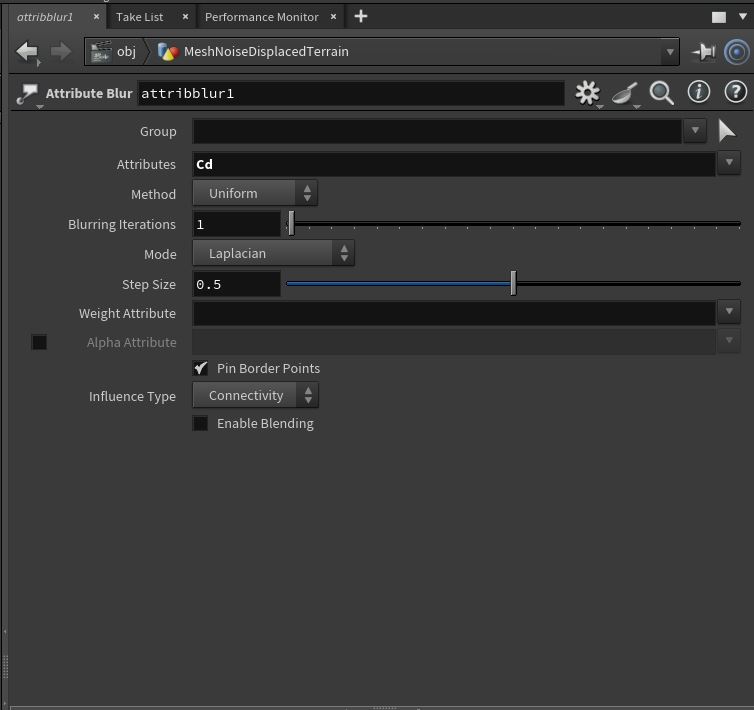 attribblur1 × Take List × Performance Monitor ×
obj MeshNoiseDisplacedTerrain
Attribute Blur attribblur1
Group
Attributes Cd
Method Uniform
Blurring Iterations 1
Mode Laplacian
Step Size 0.5
Weight Attribute
Alpha Attribute
Pin Border Points
Influence Type Connectivity
Enable Blending